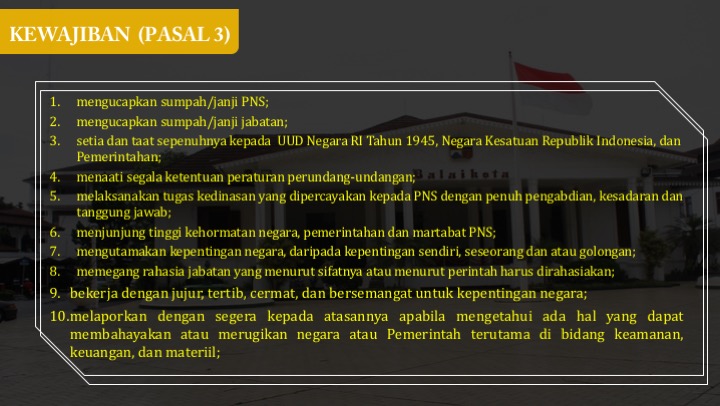 KEWAJIBAN (PASAL 3)
1. mengucapkan sumpah/janji PNS;
2. mengucapkan sumpah/janji jabatan;
3. setia dan taat sepenuhnya kepada UUD Negara RI Tahun 1945, Negara Kesatuan Republik Indonesia, dan
Pemerintahan;
4. menaati segala ketentuan peraturan perundang-undangan;
5. melaksanakan tugas kedinasan yang dipercayakan kepada PNS dengan penuh pengabdian, kesadaran dan
tanggung jawab;
6. menjunjung tinggi kehormatan negara, pemerintahan dan martabat PNS;
7. mengutamakan kepentingan negara, daripada kepentingan sendiri, seseorang dan atau golongan;
8. memegang rahasia jabatan yang menurut sifatnya atau menurut perintah harus dirahasiakan;
9. bekerja dengan jujur, tertib, cermat, dan bersemangat untuk kepentingan negara;
10.melaporkan dengan segera kepada atasannya apabila mengetahui ada hal yang dapat
membahayakan atau merugikan negara atau Pemerintah terutama di bidang keamanan,
keuangan, dan materiil;
Balaikota